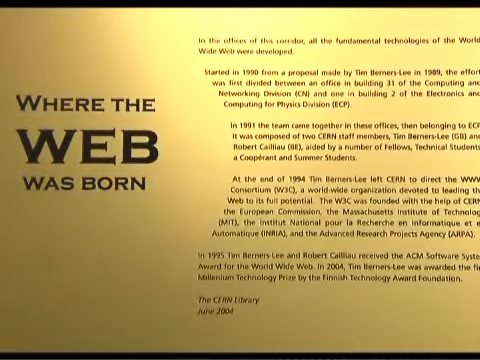 WHERE THE
WEB
WAS BORN
In the offices of this corridor, all the fundamental technologies of the World
Wide Web were developed.
Started in 1990 from a proposal made by Tim Berners-Lee in 1989, the effort
was first divided between an office in building 31 of the Computing and
Networking Division (CN) and one in building 2 of the Electronics and
Computing for Physics Division (ECP).
In 1991 the team came together in these offices, then belonging to ECP
It was composed of two CERN staff members, Tim Berners-Lee (GB) and
Robert Cailliau (BE), aided by a number of Fellows, Technical Students
a Coopérant and Summer Students.
At the end of 1994 Tim Berners-Lee left CERN to direct the WWW
Consortium (W3C), a world-wide organization devoted to leading th
Web to its full potential. The W3C was founded with the help of CERN
the European Commission, the Massachusetts Institute of Technolog
(MIT), the Institut National pour la Recherche en Informatique et e
Automatique (INRIA), and the Advanced Research Projects Agency (ARPA).
In 1995 Tim Berners-Lee and Robert Cailliau received the ACM Software Syste
Award for the World Wide Web. In 2004, Tim Berners-Lee was awarded the fi
Millenium Technology Prize by the Finnish Technology Award Foundation.
The CERN Library
June 2004